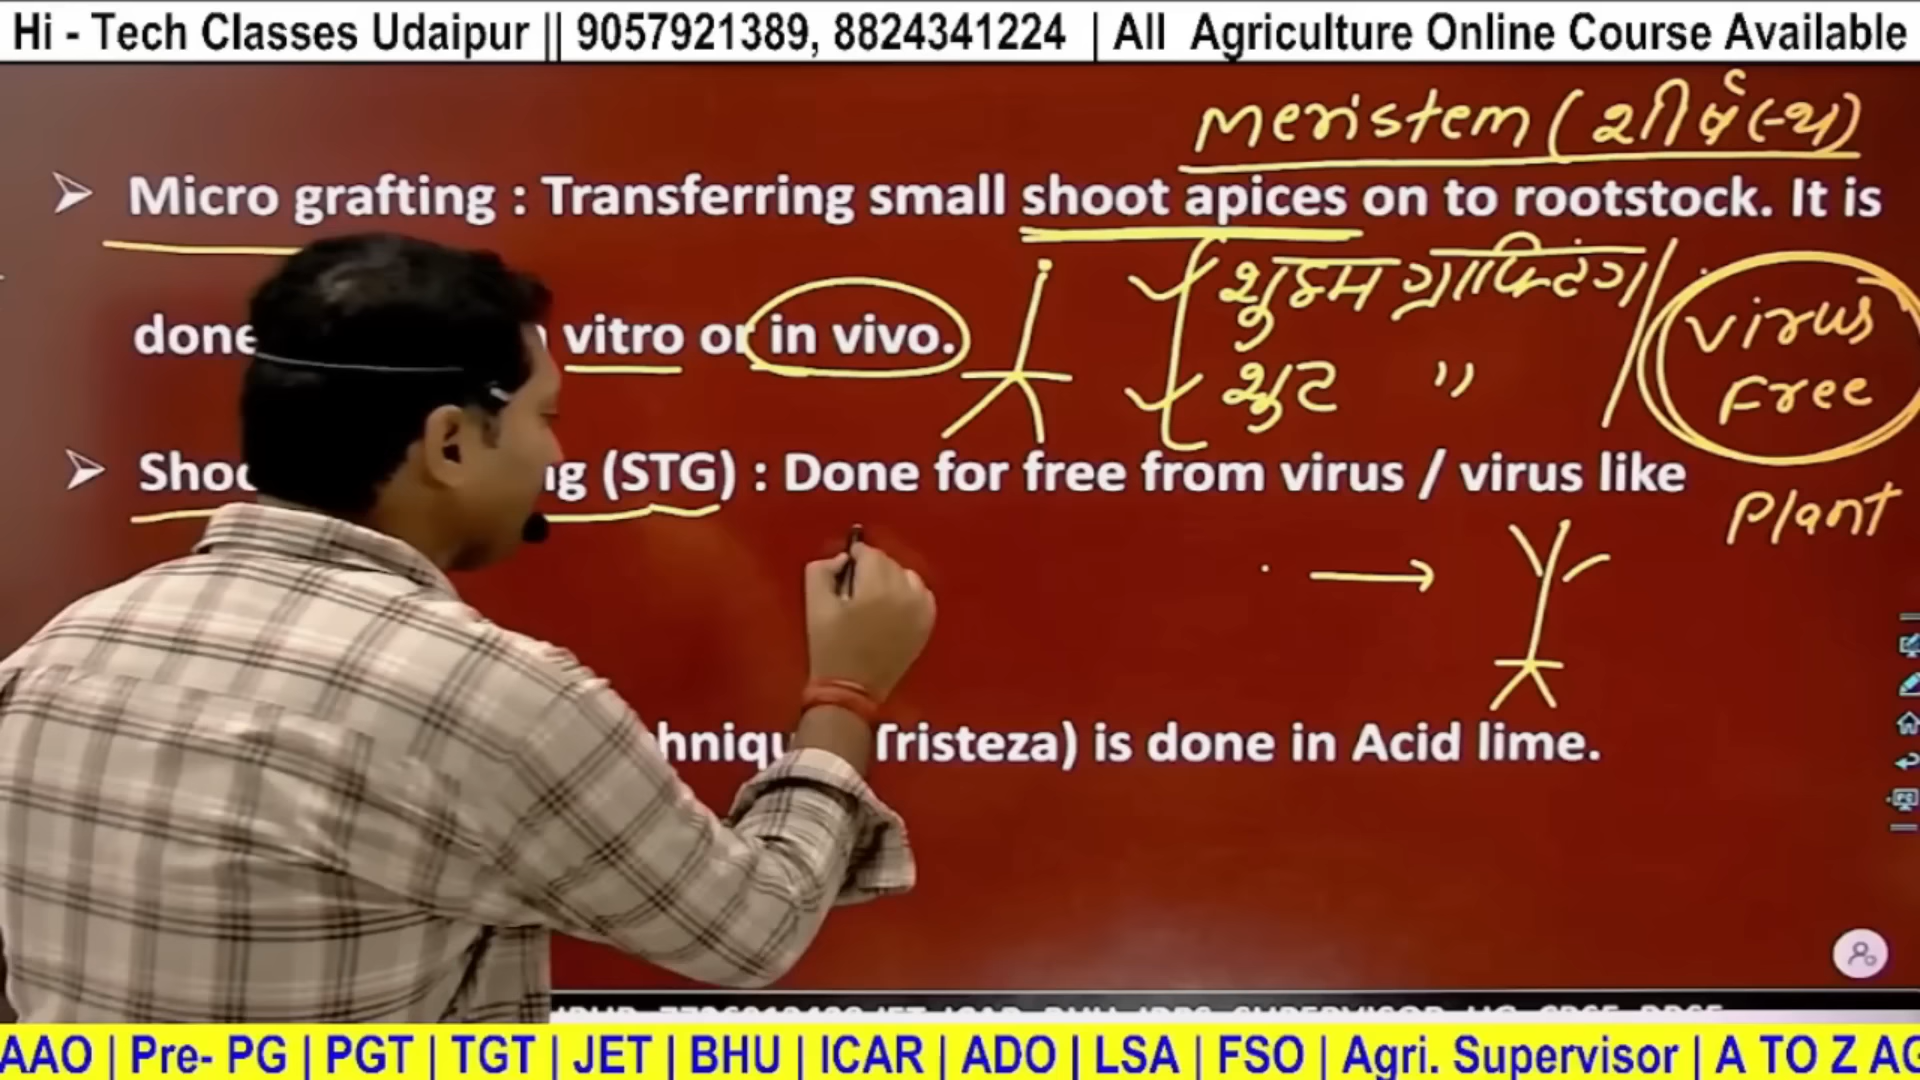 Hi - Tech Classes Udaipur || 9057921389, 8824341224 | All Agriculture Online Course Available
Meristem (शीर्षस्थ)
➢ Micro grafting : Transferring small shoot apices on to rootstock. It is
done vitro or in vivo.
शुक्ष्म ग्राफ्टिंग
शुट "
Virus
Free
Plant
➢ Shoo ng (STG) : Done for free from virus / virus like
hniqu Tristeza) is done in Acid lime.
AAO | Pre- PG | PGT | TGT | JET | BHU | ICAR | ADO | LSA | FSO | Agri. Supervisor | A TO Z AG